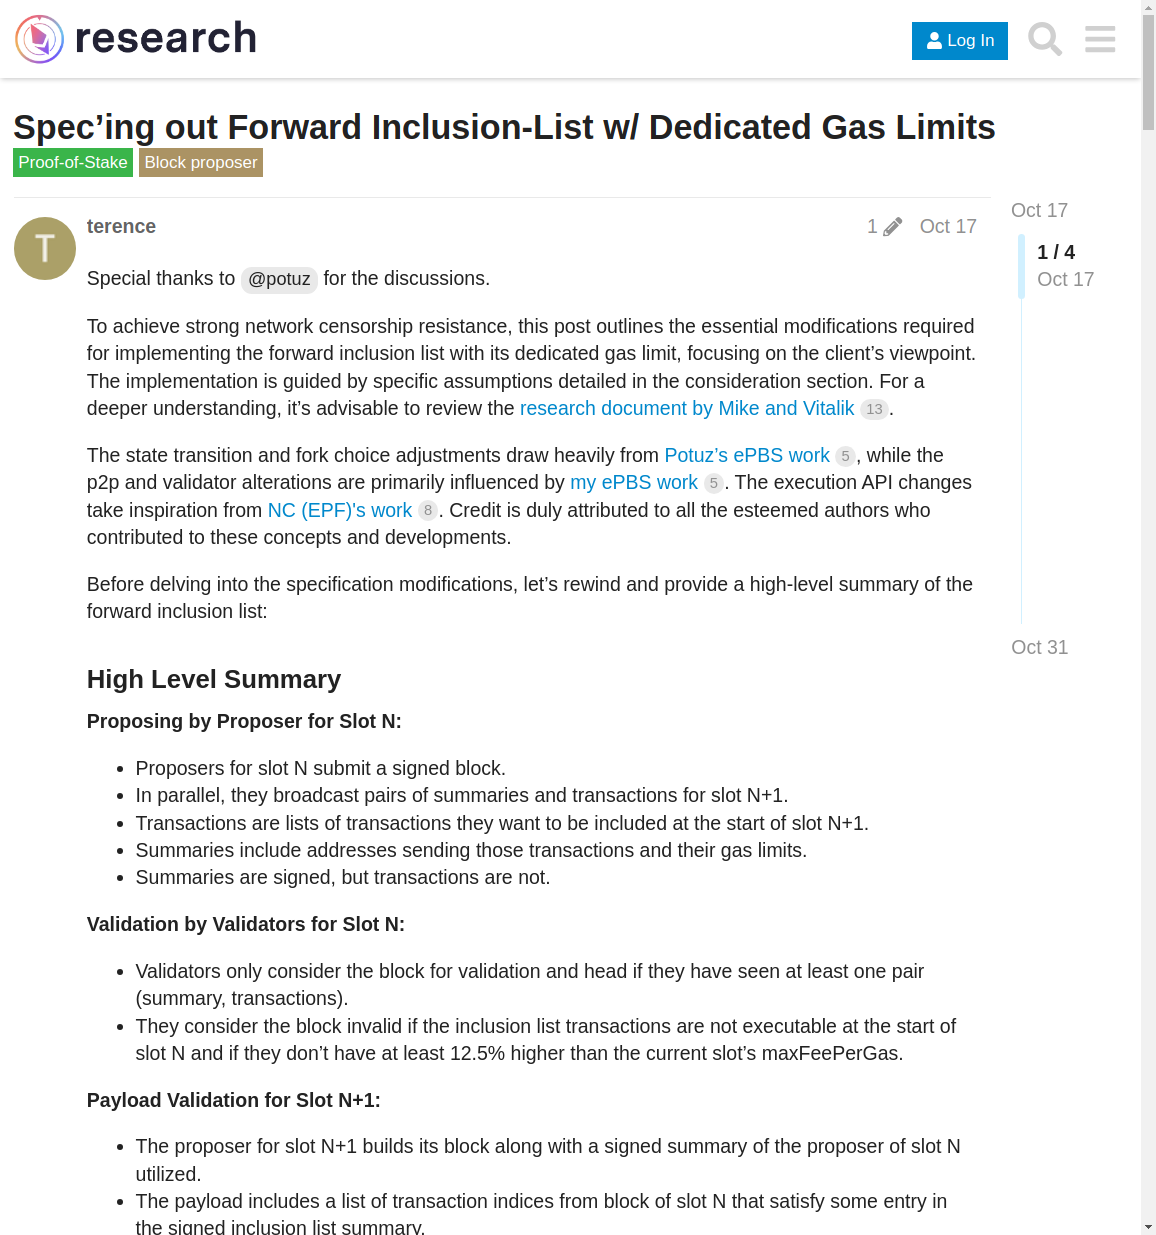 research
Log In
Spec’ing out Forward Inclusion-List w/ Dedicated Gas Limits
Proof-of-Stake Block proposer
T
terence
1 Oct 17
Special thanks to @potuz for the discussions.
To achieve strong network censorship resistance, this post outlines the essential modifications required
for implementing the forward inclusion list with its dedicated gas limit, focusing on the client’s viewpoint.
The implementation is guided by specific assumptions detailed in the consideration section. For a
deeper understanding, it’s advisable to review the research document by Mike and Vitalik 13.
The state transition and fork choice adjustments draw heavily from Potuz’s ePBS work 5, while the
p2p and validator alterations are primarily influenced by my ePBS work 5. The execution API changes
take inspiration from NC (EPF)'s work 8. Credit is duly attributed to all the esteemed authors who
contributed to these concepts and developments.
Before delving into the specification modifications, let’s rewind and provide a high-level summary of the
forward inclusion list:
High Level Summary
Proposing by Proposer for Slot N:
• Proposers for slot N submit a signed block.
• In parallel, they broadcast pairs of summaries and transactions for slot N+1.
• Transactions are lists of transactions they want to be included at the start of slot N+1.
• Summaries include addresses sending those transactions and their gas limits.
• Summaries are signed, but transactions are not.
Validation by Validators for Slot N:
• Validators only consider the block for validation and head if they have seen at least one pair
(summary, transactions).
• They consider the block invalid if the inclusion list transactions are not executable at the start of
slot N and if they don’t have at least 12.5% higher than the current slot’s maxFeePerGas.
Payload Validation for Slot N+1:
• The proposer for slot N+1 builds its block along with a signed summary of the proposer of slot N
utilized.
• The payload includes a list of transaction indices from block of slot N that satisfy some entry in
the signed inclusion list summary.
Oct 17
1 / 4
Oct 17
Oct 31